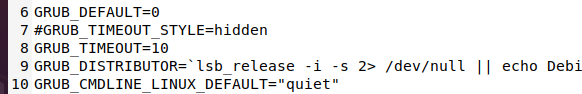 6 GRUB_DEFAULT=0
7 #GRUB_TIMEOUT_STYLE=hidden
8 GRUB_TIMEOUT=10
9 GRUB_DISTRIBUTOR=`lsb_release -i -s 2> /dev/null || echo Debi
10 GRUB_CMDLINE_LINUX_DEFAULT="quiet"